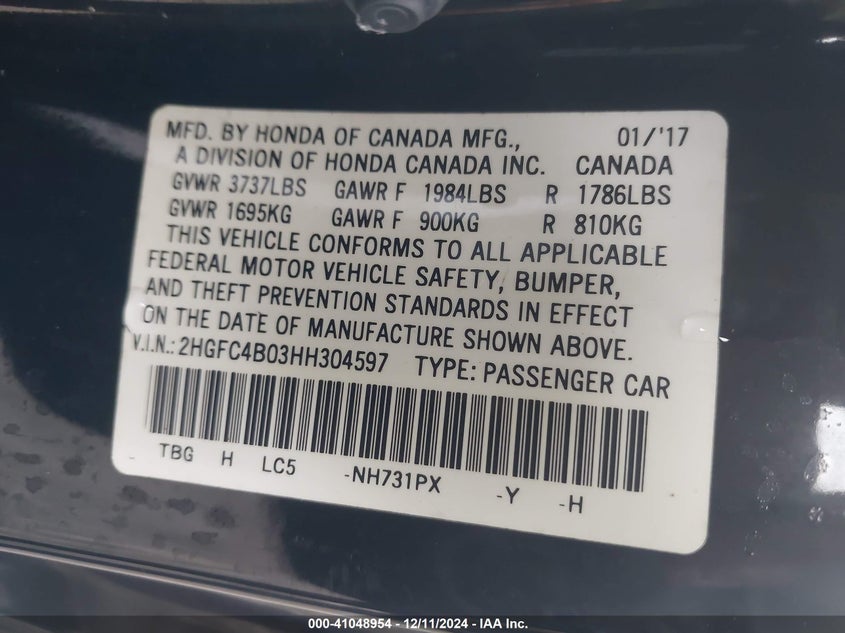 MFD. BY HONDA OF CANADA MFG., 01/'17
A DIVISION OF HONDA CANADA INC. CANADA
GVWR 3737LBS GAWR F 1984LBS R 1786LBS
GVWR 1695KG GAWR F 900KG R 810KG
THIS VEHICLE CONFORMS TO ALL APPLICABLE
FEDERAL MOTOR VEHICLE SAFETY, BUMPER,
AND THEFT PREVENTION STANDARDS IN EFFECT
ON THE DATE OF MANUFACTURE SHOWN ABOVE.
V.I.N.: 2HGFC4B03HH304597 TYPE: PASSENGER CAR
TBG H LC5 -NH731PX -Y -H
000-41048954 - 12/11/2024 - IAA Inc.